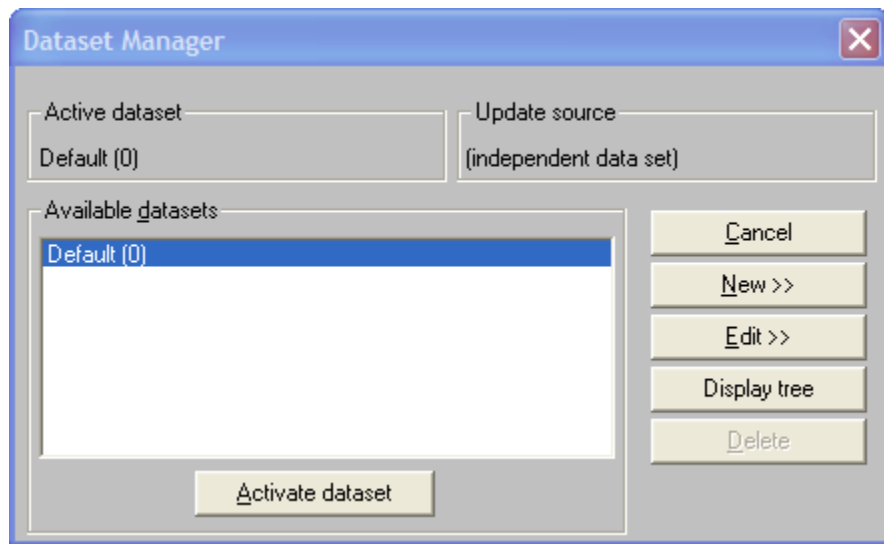 Dataset Manager
Active dataset
Default (0)
Update source
(independent data set)
Available datasets
Default (0)
Activate dataset
Cancel
New >>
Edit >>
Display tree
Delete